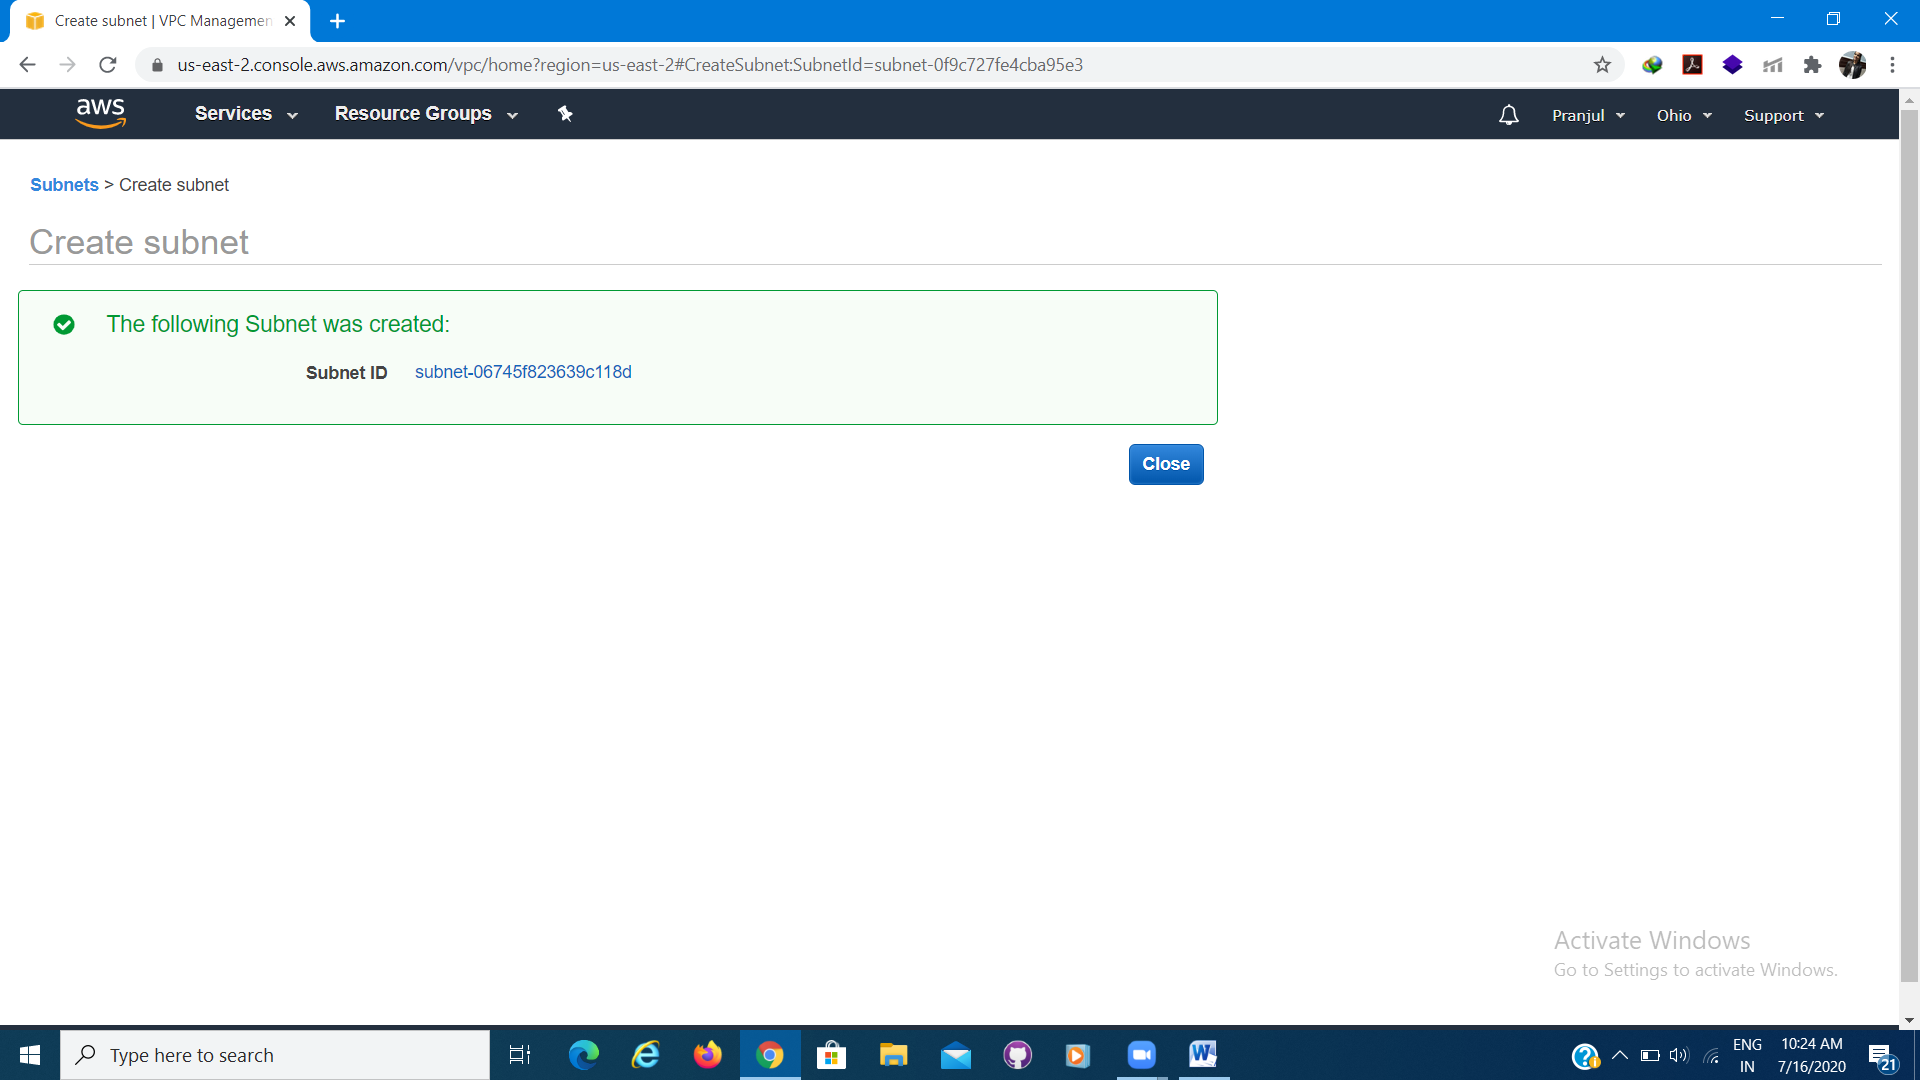 Create subnet | VPC Managemen
us-east-2.console.aws.amazon.com/vpc/home?region=us-east-2#CreateSubnet:SubnetId=subnet-0f9c727fe4cba95e3
aws Services Resource Groups Pranjul Ohio Support
Subnets > Create subnet
Create subnet
The following Subnet was created:
Subnet ID subnet-06745f823639c118d
Close
Activate Windows
Go to Settings to activate Windows.
Type here to search
ENG
IN
10:24 AM
7/16/2020
21